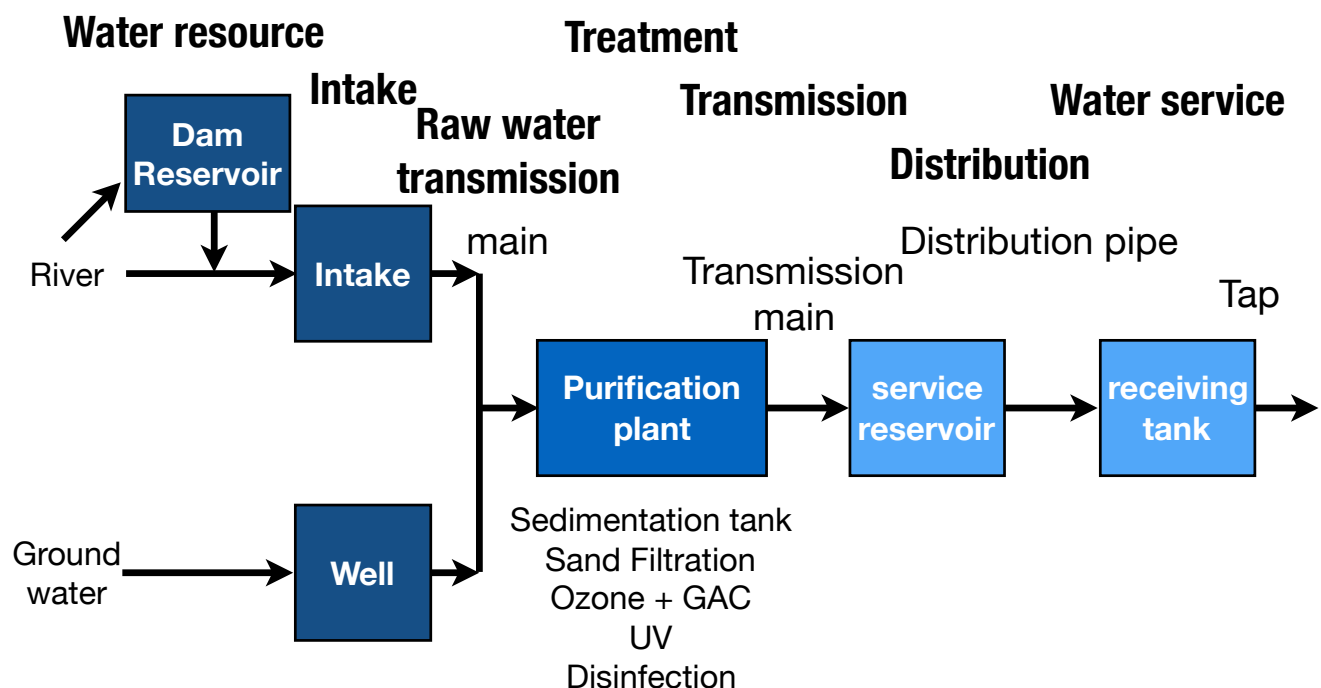 Water resource
Treatment
Intake
Transmission
Water service
Raw water
transmission
Distribution
Dam
Reservoir
River
Intake
main
Distribution pipe
Transmission
main
Tap
Purification
plant
service
reservoir
receiving
tank
Ground
water
Well
Sedimentation tank
Sand Filtration
Ozone + GAC
UV
Disinfection